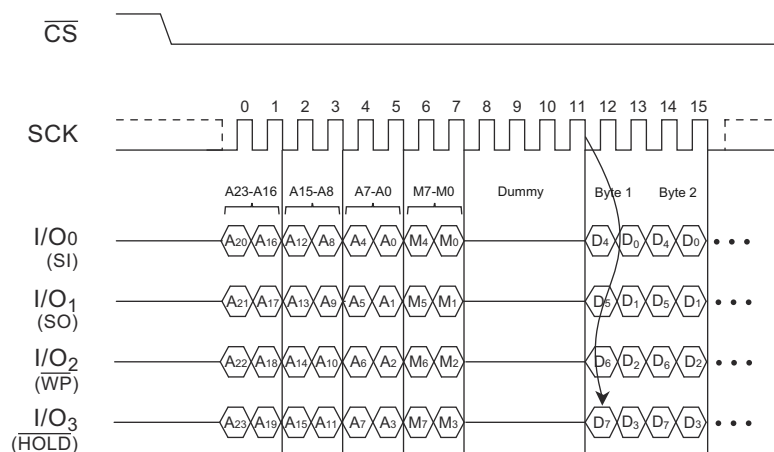 CS
0 1 2 3 4 5 6 7 8 9 10 11 12 13 14 15
SCK
A23-A16 A15-A8 A7-A0 M7-M0 Dummy Byte 1 Byte 2
I/O0 A20 A16 A12 A8 A4 A0 M4 M0 D4 D0 D4 D0
(SI)
I/O1 A21 A17 A13 A9 A5 A1 M5 M1 D5 D1 D5 D1
(SO)
I/O2 A22 A18 A14 A10 A6 A2 M6 M2 D6 D2 D6 D2
(WP)
I/O3 A23 A19 A15 A11 A7 A3 M7 M3 D7 D3 D7 D3
(HOLD)